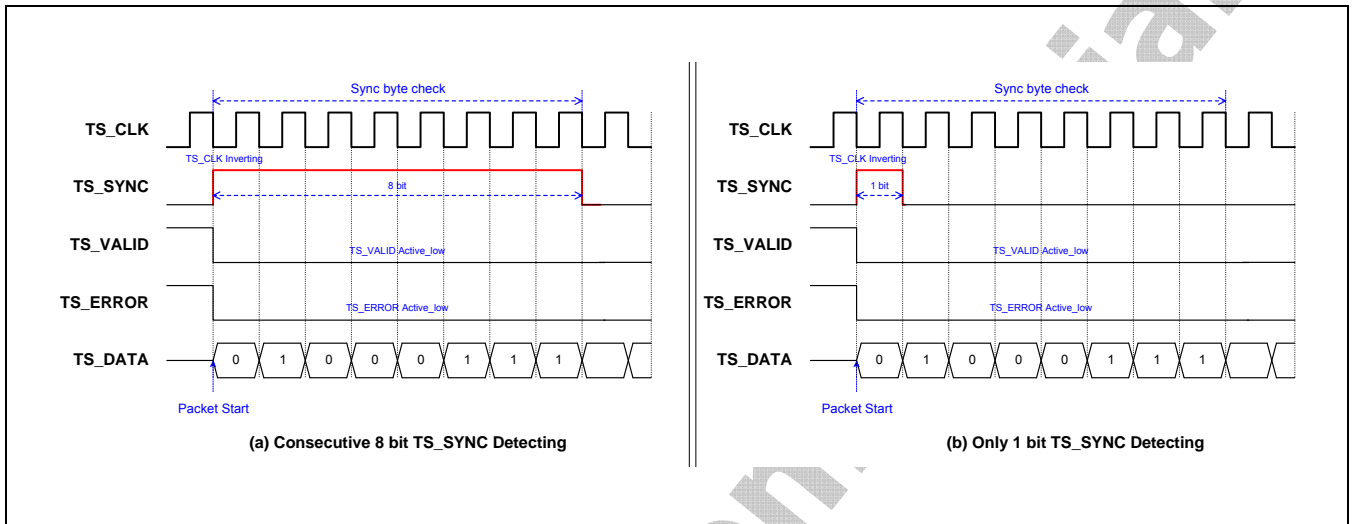 Sync byte check
TS_CLK
TS_CLK Inverting
TS_SYNC
8 bit
TS_VALID
TS_VALID Active_low
TS_ERROR
TS_ERROR Active_low
TS_DATA
0 1 0 0 0 1 1 1
Packet Start
(a) Consecutive 8 bit TS_SYNC Detecting
Sync byte check
TS_CLK
TS_CLK Inverting
TS_SYNC
1 bit
TS_VALID
TS_VALID Active_low
TS_ERROR
TS_ERROR Active_low
TS_DATA
0 1 0 0 0 1 1 1
Packet Start
(b) Only 1 bit TS_SYNC Detecting